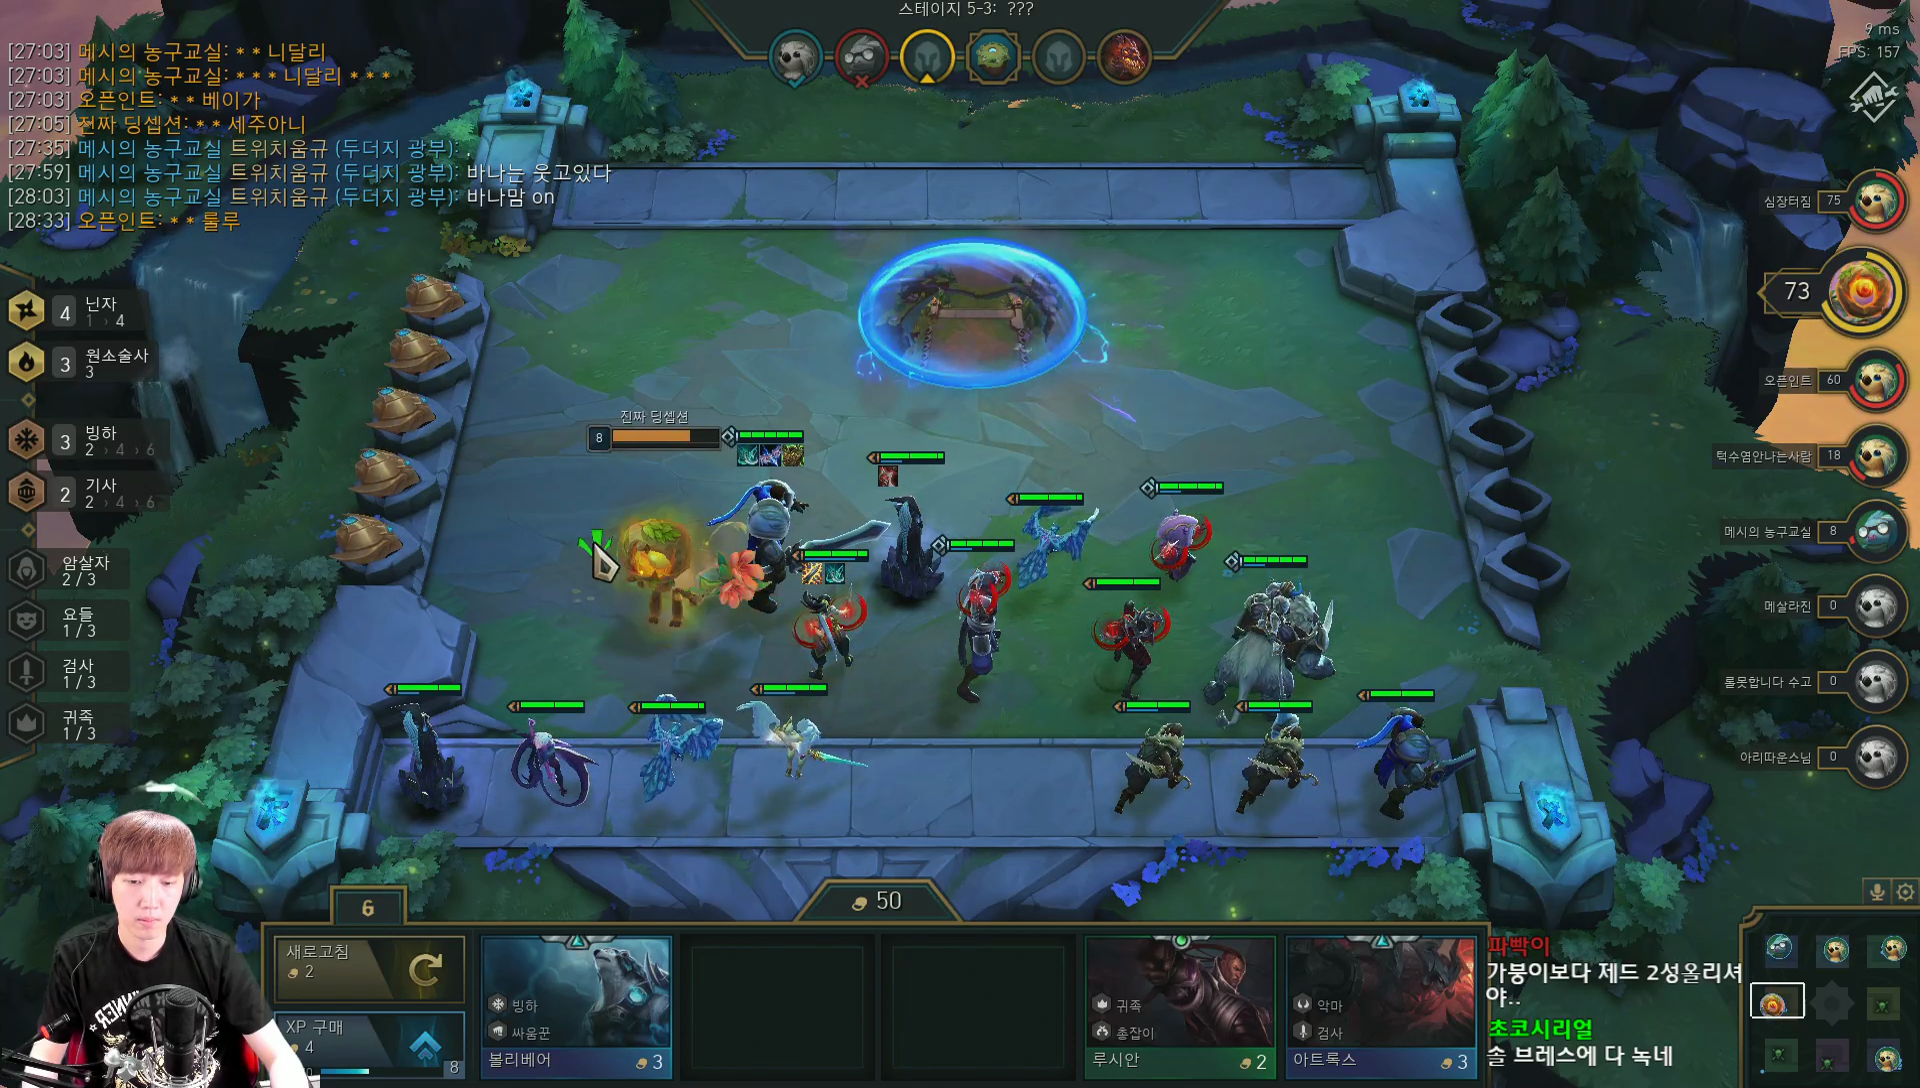 스테이지 5-3: ???
9 ms
FPS: 157
[27:03] 메시의 농구교실: * * 니달리
[27:03] 메시의 농구교실: * * * 니달리 * * *
[27:03] 오픈인트: * * 베이가
[27:05] 진짜 딩셉션: * * 세주아니
[27:35] 메시의 농구교실 트위치움규 (두더지 광부): .
[27:59] 메시의 농구교실 트위치움규 (두더지 광부): 바나는 웃고있다
[28:03] 메시의 농구교실 트위치움규 (두더지 광부): 바나맘 on
[28:33] 오픈인트: * * 룰루
4 닌자
1 › 4
3 원소술사
3
3 빙하
2 › 4 › 6
2 기사
2 › 4 › 6
암살자
2 / 3
요들
1 / 3
검사
1 / 3
귀족
1 / 3
진짜 딩셉션
8
심장터짐 75
73
오픈인트 60
턱수염안나는사람 18
메시의 농구교실 8
메살라진 0
롤못합니다 수고 0
아리따운스님 0
6
50
새로고침
2
XP 구매
4
8
빙하
싸움꾼
볼리베어 3
귀족
총잡이
루시안 2
악마
검사
아트록스 3
파빡이
가붕이보다 제드 2성올리셔
야..
초코시리얼
솔 브레스에 다 녹네